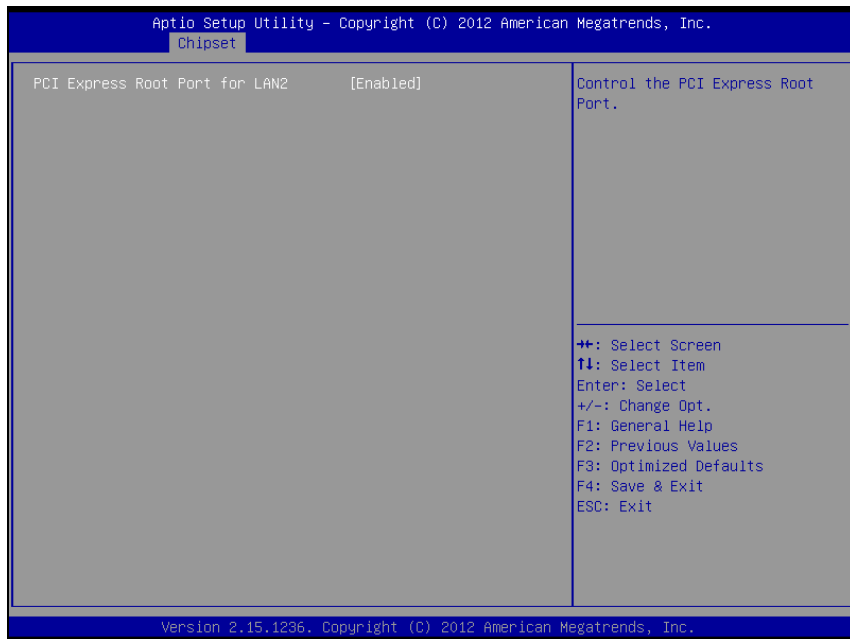 Aptio Setup Utility – Copyright (C) 2012 American Megatrends, Inc.
Chipset
PCI Express Root Port for LAN2 [Enabled]
Control the PCI Express Root
Port.
→←: Select Screen
↑↓: Select Item
Enter: Select
+/-: Change Opt.
F1: General Help
F2: Previous Values
F3: Optimized Defaults
F4: Save & Exit
ESC: Exit
Version 2.15.1236. Copyright (C) 2012 American Megatrends, Inc.